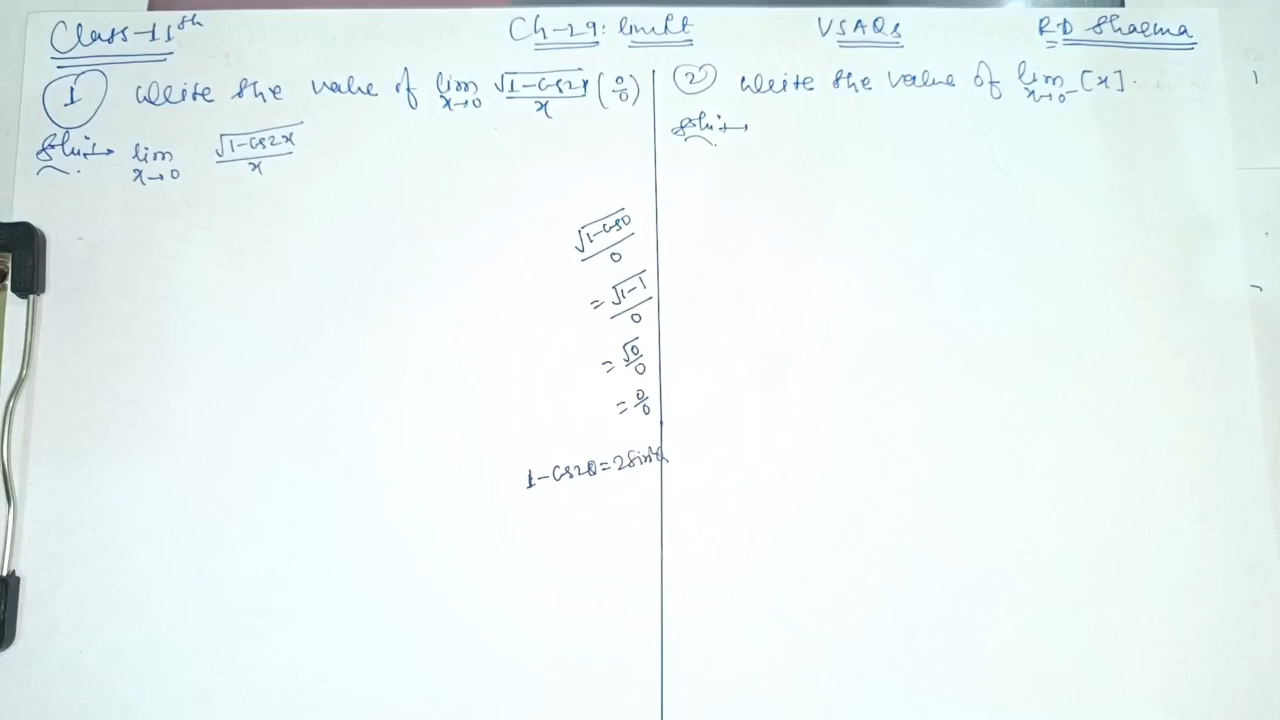 Class-11th
Ch-29: limit
VSAQs
RD Sharma
① Write the value of lim x→0 √(1-cos2x)/x (0/0)
Soln:→ lim x→0 √(1-cos2x)/x
√(1-cos0)/0
= √(1-1)/0
= √0/0
= 0/0
1-cos2θ=2sin²θ
② Write the value of lim x→0⁻ [x].
Soln:→